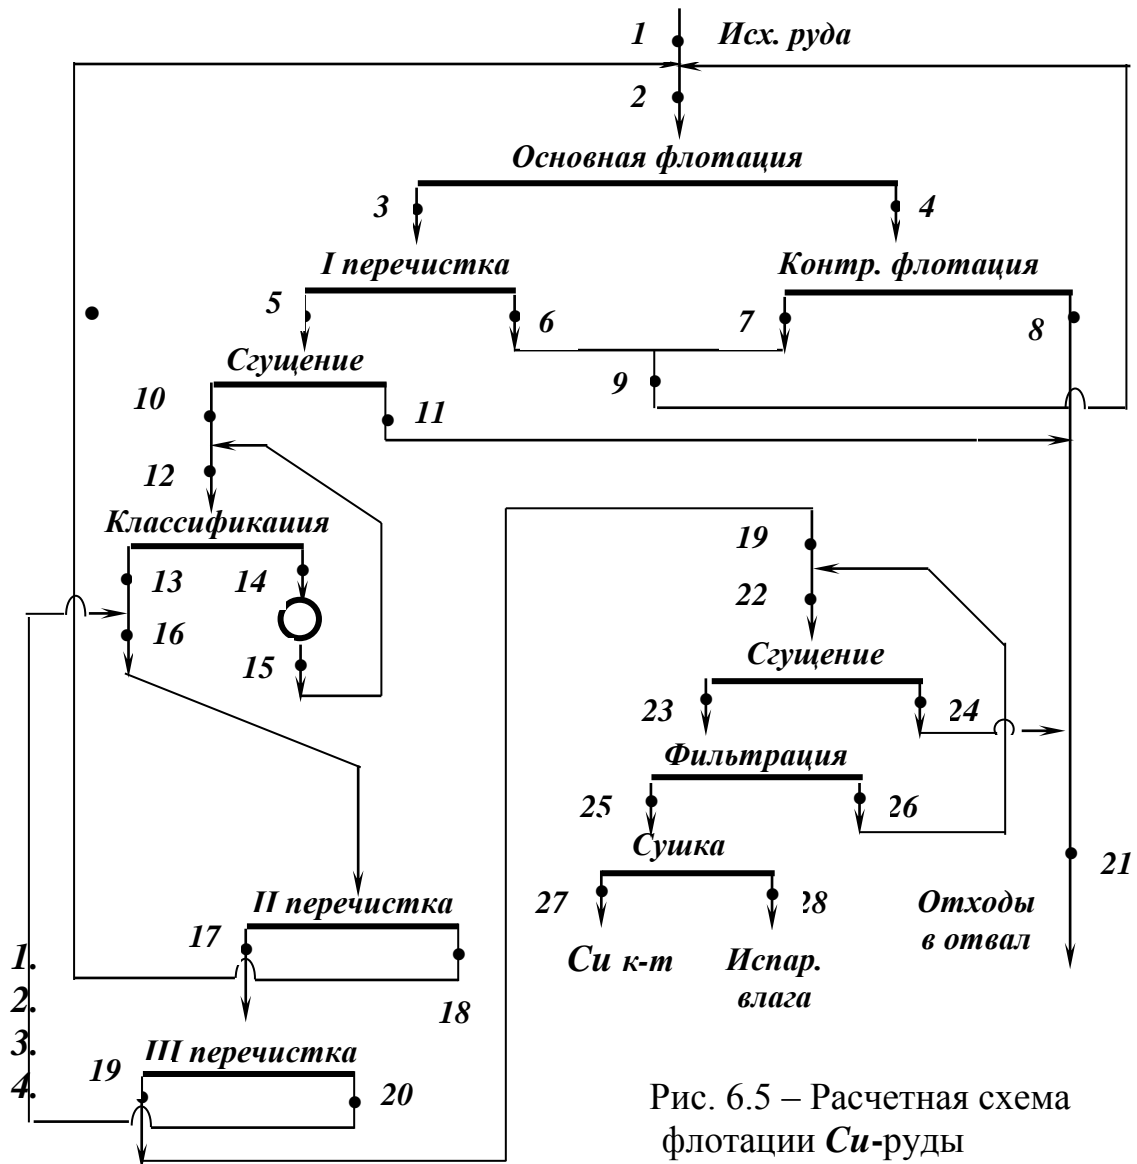 1 Исх. руда
2
Основная флотация
3 4
I перечистка Контр. флотация
5 6 7 8
Сгущение
9
10 11
12
Классификация
13 14
19
22
16
15
Сгущение
23 24
Фильтрация
25 26
Сушка
21
27 28
II перечистка
Отходы
в отвал
17
Си к-т Испар.
влага
1.
2.
18
3.
III перечистка
4.
19 20
Рис. 6.5 – Расчетная схема
флотации Си-руды